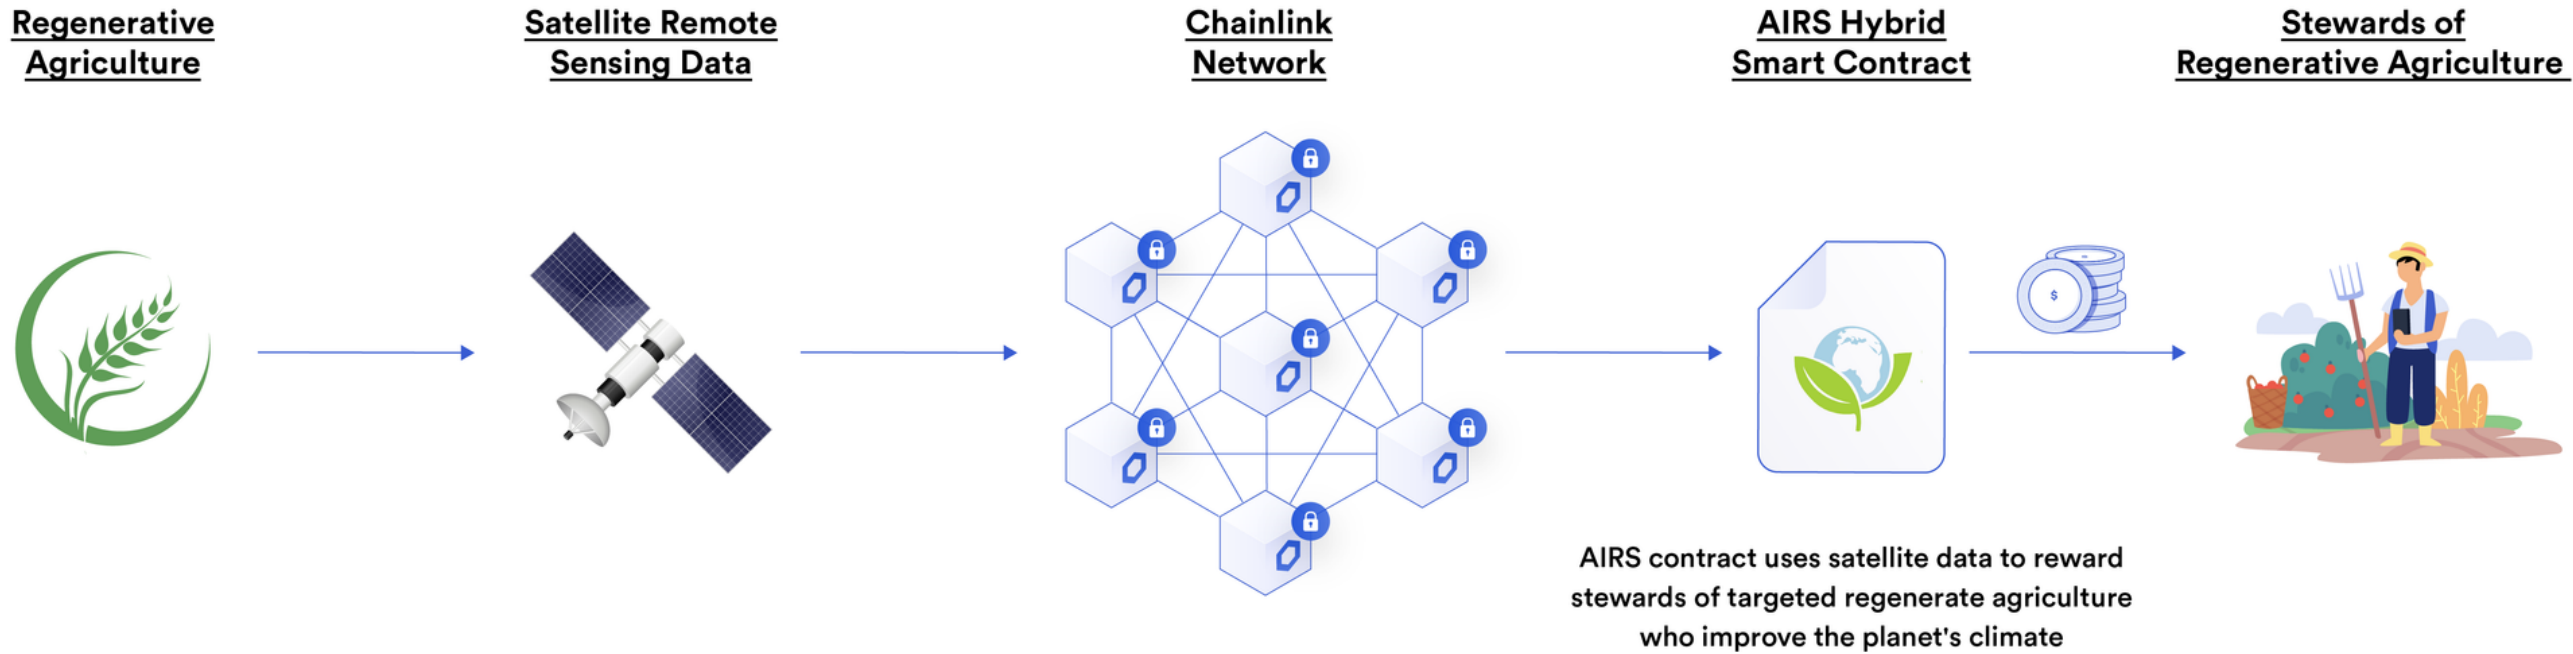 Regenerative
Agriculture
Satellite Remote
Sensing Data
Chainlink
Network
AIRS Hybrid
Smart Contract
Stewards of
Regenerative Agriculture
$
AIRS contract uses satellite data to reward
stewards of targeted regenerate agriculture
who improve the planet's climate